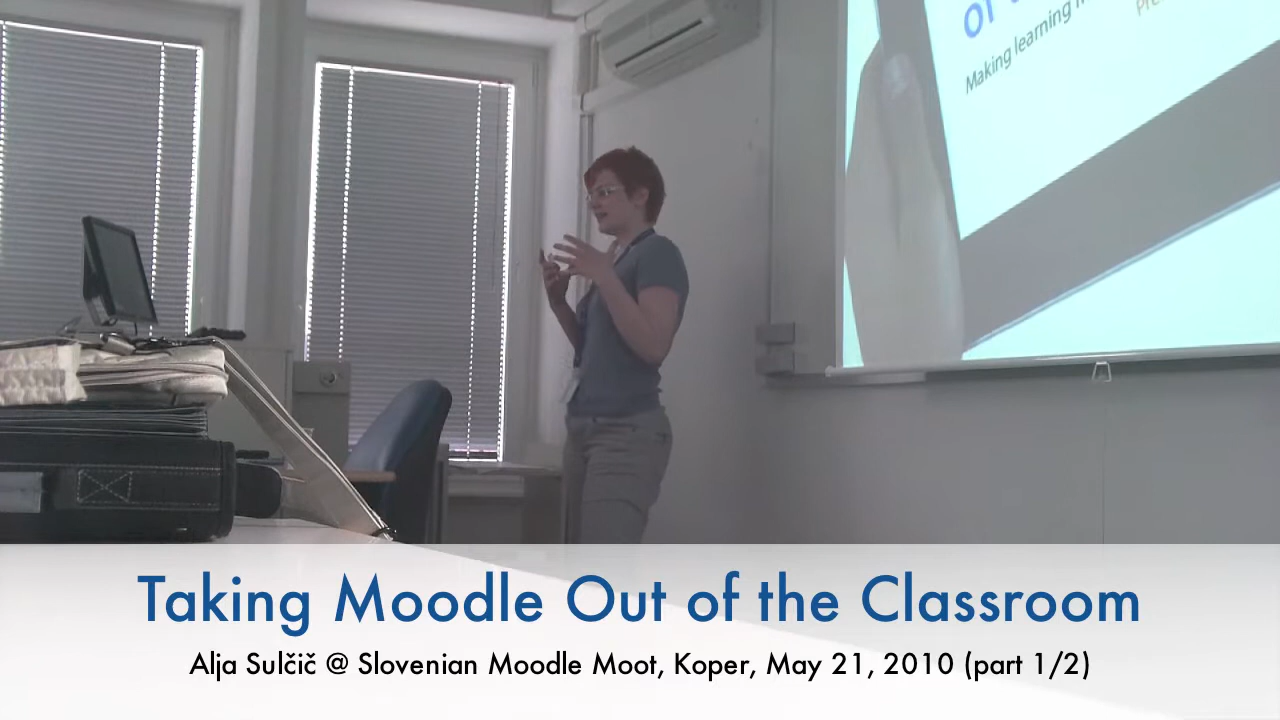 of
Making learning
Taking Moodle Out of the Classroom
Alja Sulčič @ Slovenian Moodle Moot, Koper, May 21, 2010 (part 1/2)